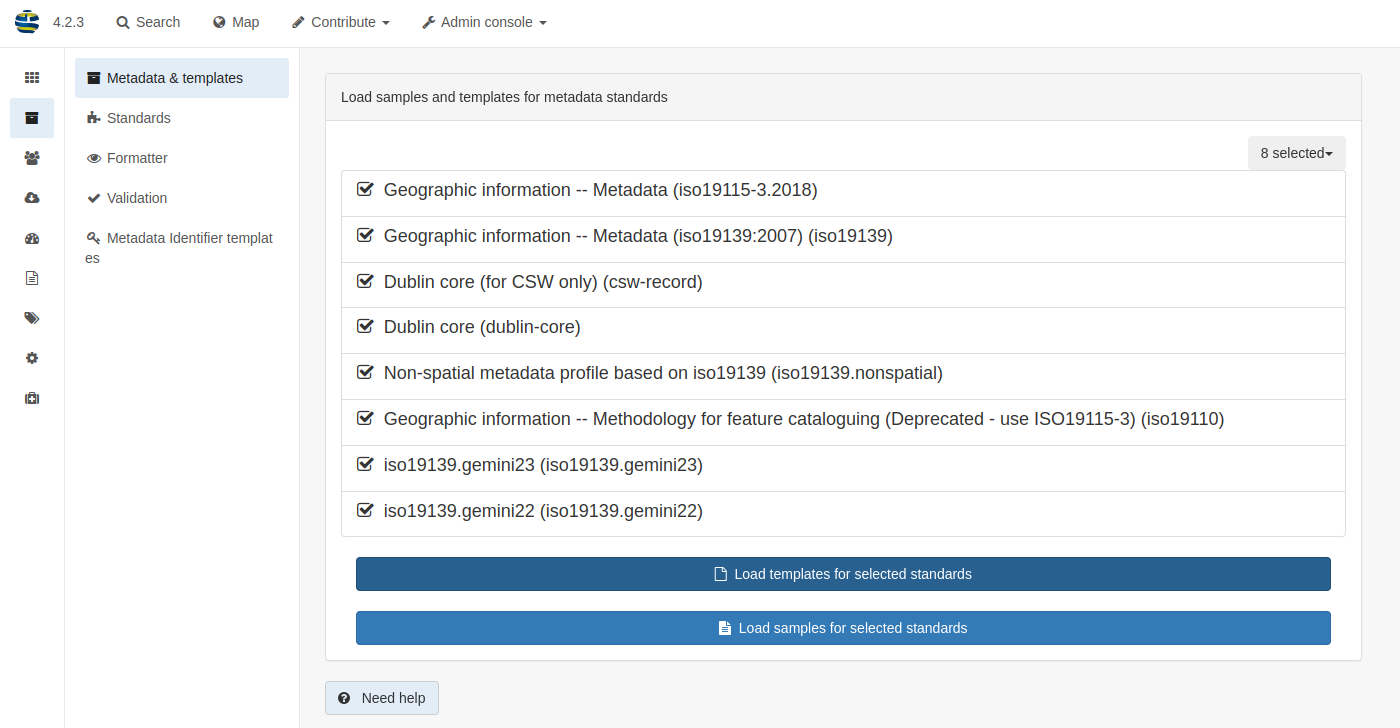 4.2.3 Search Map Contribute Admin console
Metadata & templates
Standards
Formatter
Validation
Metadata Identifier templat
es
Load samples and templates for metadata standards
8 selected
Geographic information -- Metadata (iso19115-3.2018)
Geographic information -- Metadata (iso19139:2007) (iso19139)
Dublin core (for CSW only) (csw-record)
Dublin core (dublin-core)
Non-spatial metadata profile based on iso19139 (iso19139.nonspatial)
Geographic information -- Methodology for feature cataloguing (Deprecated - use ISO19115-3) (iso19110)
iso19139.gemini23 (iso19139.gemini23)
iso19139.gemini22 (iso19139.gemini22)
Load templates for selected standards
Load samples for selected standards
Need help